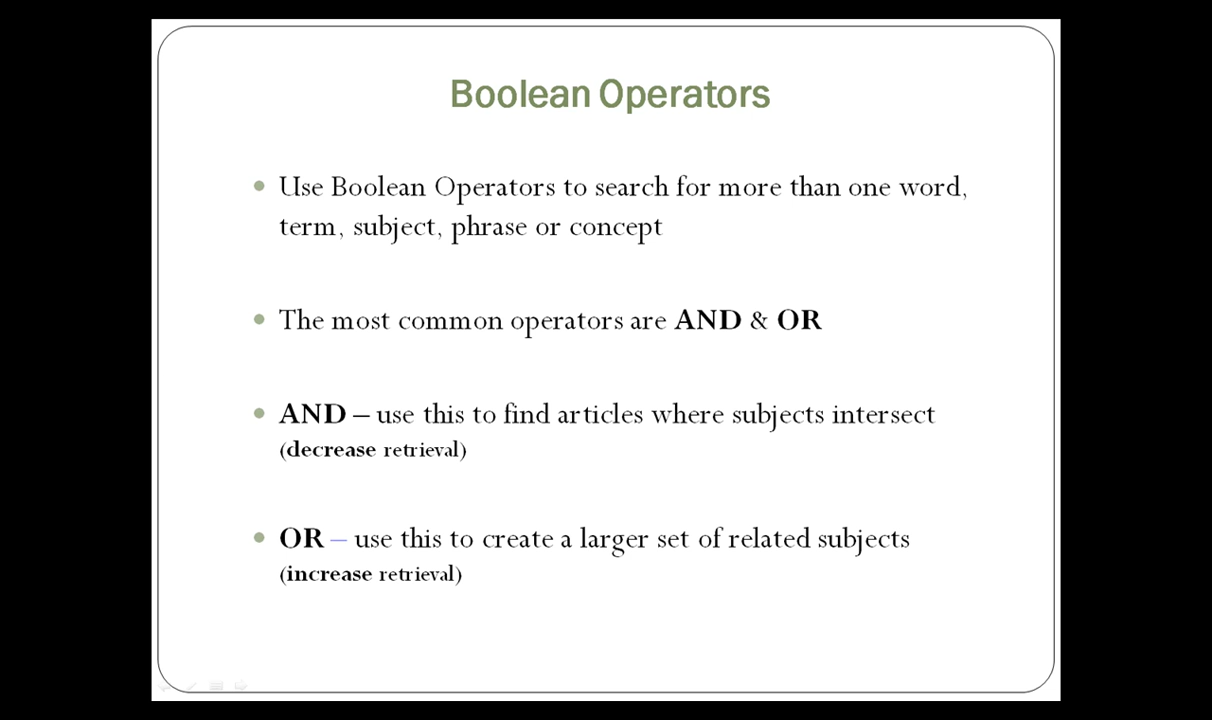 Boolean Operators
Use Boolean Operators to search for more than one word,
term, subject, phrase or concept
The most common operators are AND & OR
AND – use this to find articles where subjects intersect
(decrease retrieval)
OR – use this to create a larger set of related subjects
(increase retrieval)